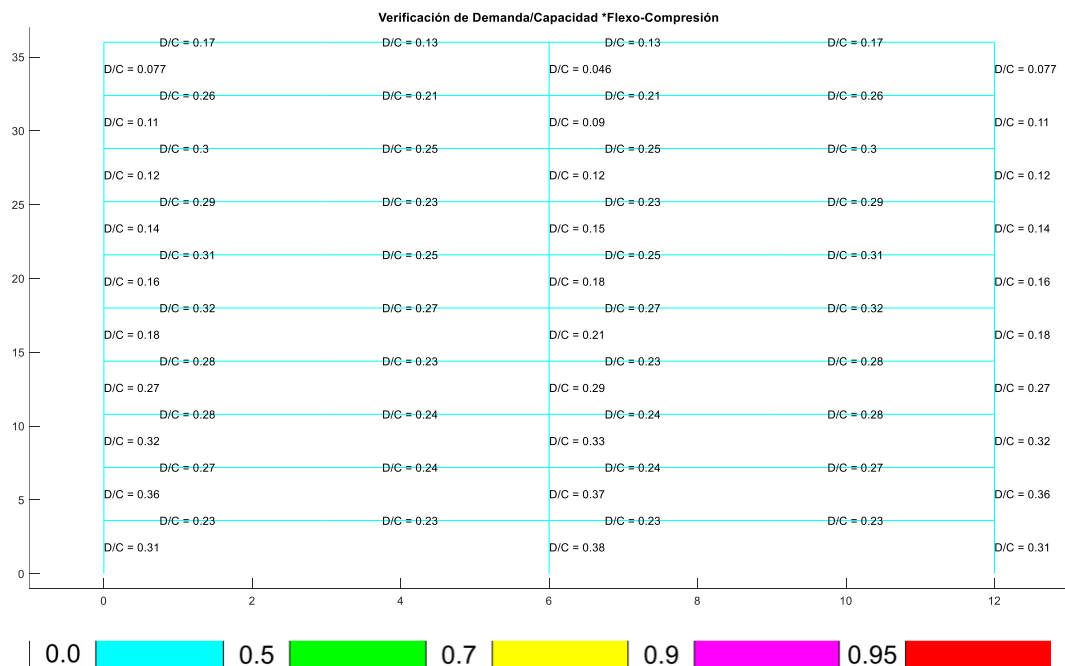 Verificación de Demanda/Capacidad *Flexo-Compresión
35
D/C = 0.17 D/C = 0.13 D/C = 0.13 D/C = 0.17
D/C = 0.077 D/C = 0.046 D/C = 0.077
D/C = 0.26 D/C = 0.21 D/C = 0.21 D/C = 0.26
30
D/C = 0.11 D/C = 0.09 D/C = 0.11
D/C = 0.3 D/C = 0.25 D/C = 0.25 D/C = 0.3
D/C = 0.12 D/C = 0.12 D/C = 0.12
25
D/C = 0.29 D/C = 0.23 D/C = 0.23 D/C = 0.29
D/C = 0.14 D/C = 0.15 D/C = 0.14
D/C = 0.31 D/C = 0.25 D/C = 0.25 D/C = 0.31
20
D/C = 0.16 D/C = 0.18 D/C = 0.16
D/C = 0.32 D/C = 0.27 D/C = 0.27 D/C = 0.32
D/C = 0.18 D/C = 0.21 D/C = 0.18
15
D/C = 0.28 D/C = 0.23 D/C = 0.23 D/C = 0.28
D/C = 0.27 D/C = 0.29 D/C = 0.27
D/C = 0.28 D/C = 0.24 D/C = 0.24 D/C = 0.28
10
D/C = 0.32 D/C = 0.33 D/C = 0.32
D/C = 0.27 D/C = 0.24 D/C = 0.24 D/C = 0.27
D/C = 0.36 D/C = 0.37 D/C = 0.36
5
D/C = 0.23 D/C = 0.23 D/C = 0.23 D/C = 0.23
D/C = 0.31 D/C = 0.38 D/C = 0.31
0
0 2 4 6 8 10 12
0.0 0.5 0.7 0.9 0.95